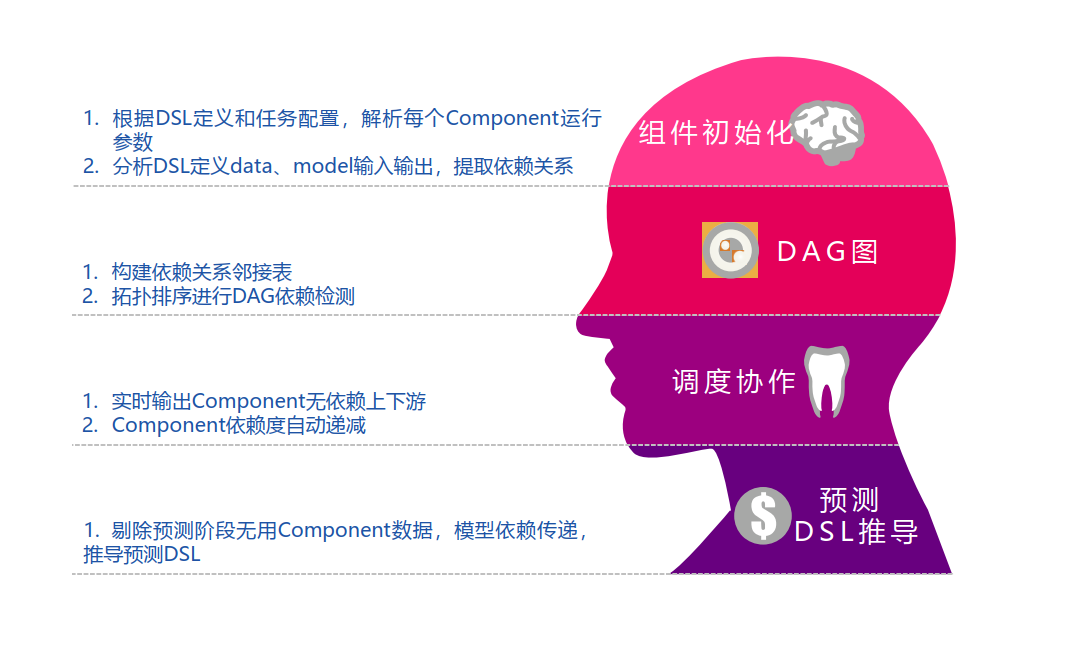 1. 根据DSL定义和任务配置，解析每个Component运行
参数
2. 分析DSL定义data、model输入输出，提取依赖关系
组件初始化
1. 构建依赖关系邻接表
2. 拓扑排序进行DAG依赖检测
DAG图
1. 实时输出Component无依赖上下游
2. Component依赖度自动递减
调度协作
1. 剔除预测阶段无用Component数据，模型依赖传递，
推导预测DSL
$
预测
DSL推导